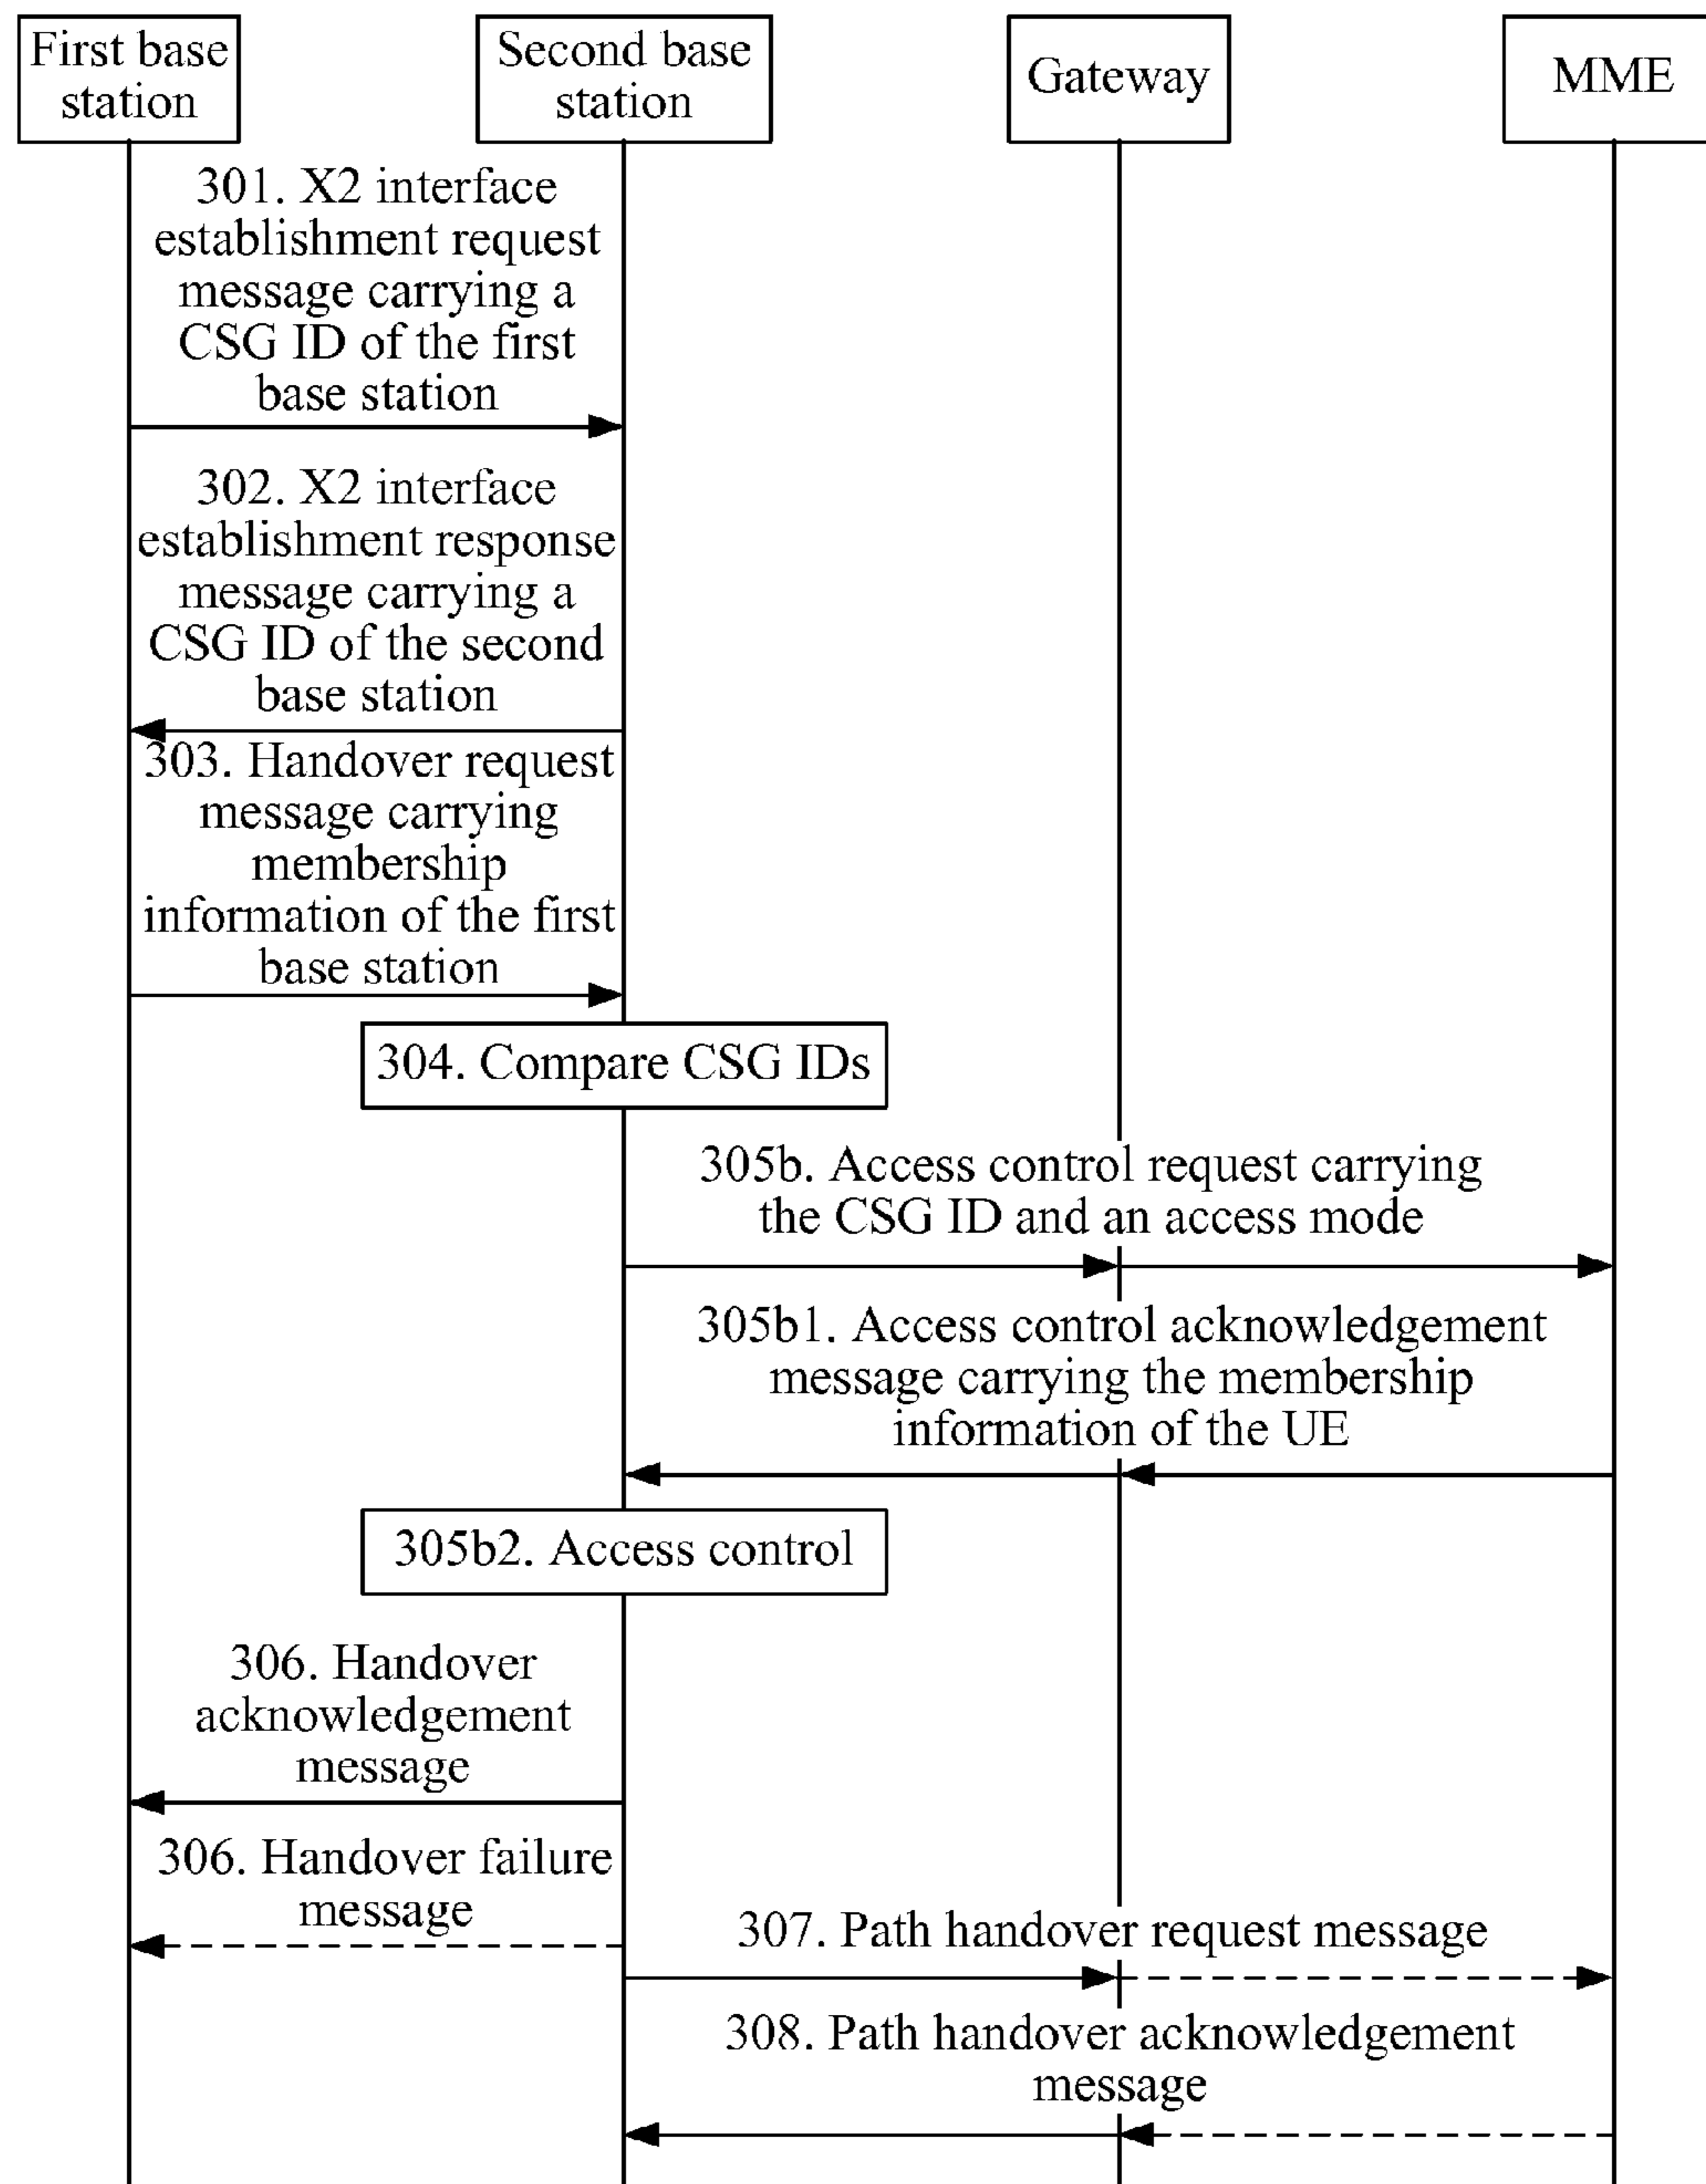 First base
station
Second base
station
Gateway
MME
301. X2 interface
establishment request
message carrying a
CSG ID of the first
base station
302. X2 interface
establishment response
message carrying a
CSG ID of the second
base station
303. Handover request
message carrying
membership
information of the first
base station
304. Compare CSG IDs
305b. Access control request carrying
the CSG ID and an access mode
305b1. Access control acknowledgement
message carrying the membership
information of the UE
305b2. Access control
306. Handover
acknowledgement
message
306. Handover failure
message
307. Path handover request message
308. Path handover acknowledgement
message